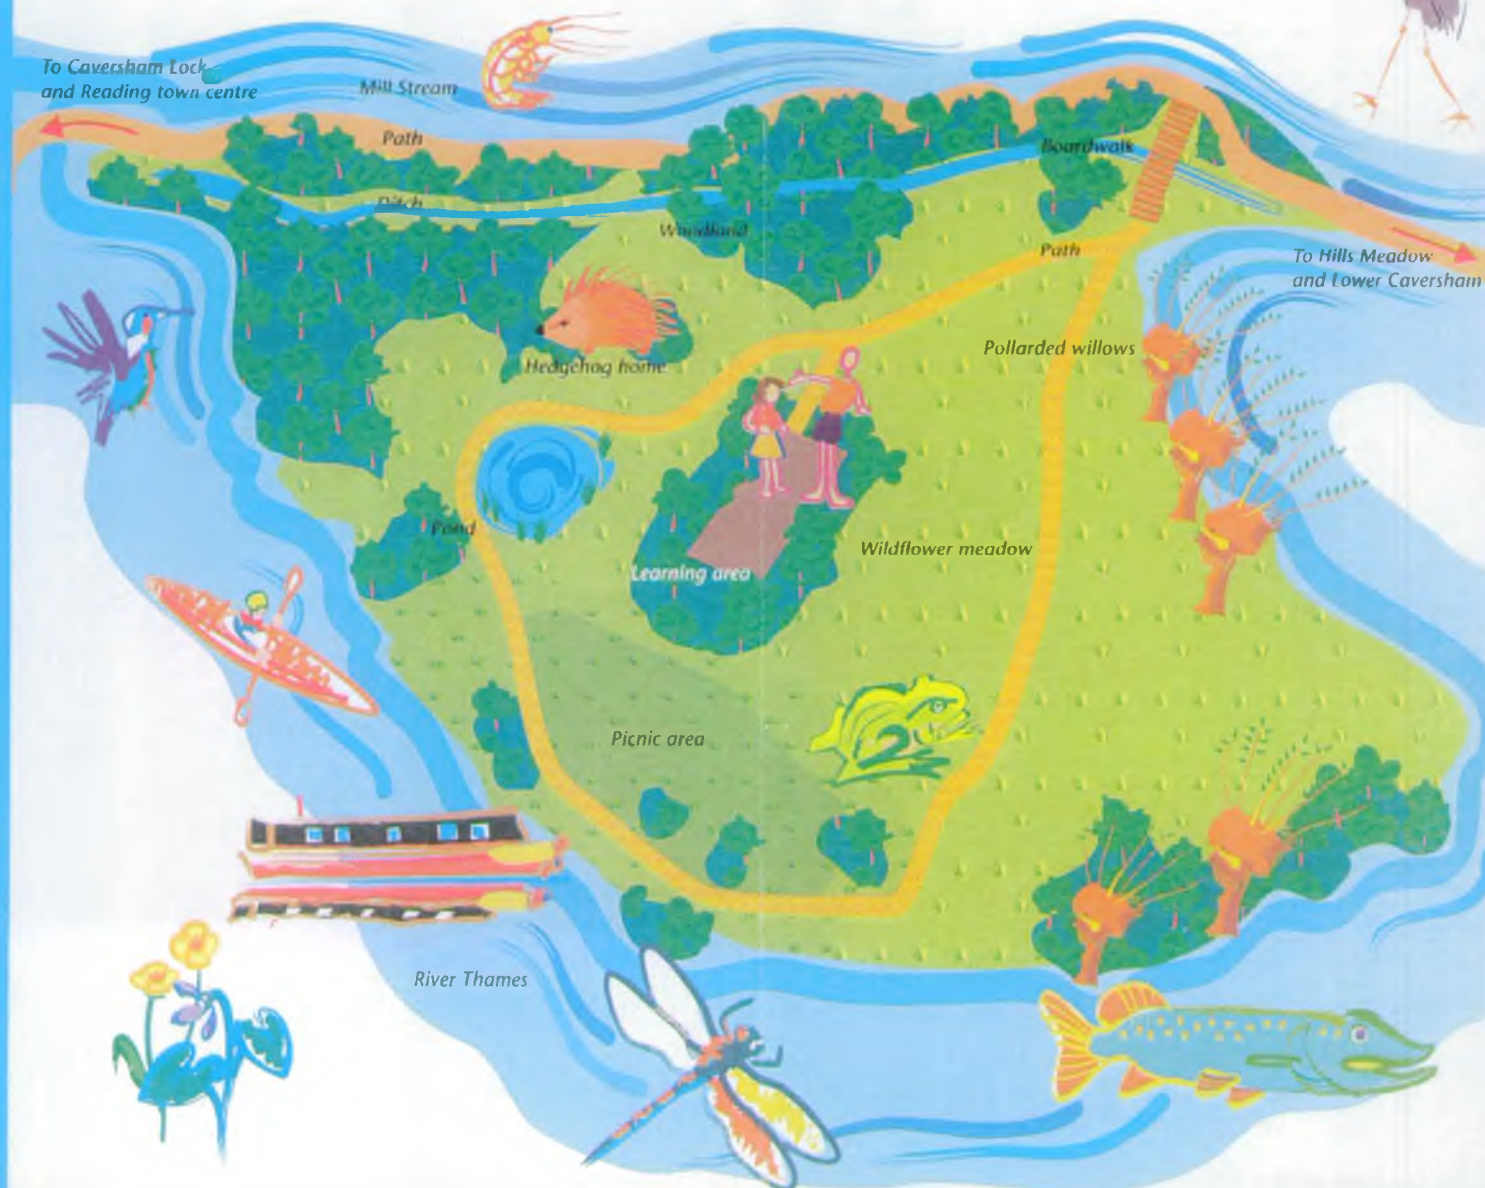 To Caversham Lock
and Reading town centre
Mill Stream
Path
Ditch
Boardwalk
Woodland
Path
To Hills Meadow
and Lower Caversham
Pollarded willows
Hedgehog home
Pond
Wildflower meadow
Learning area
Picnic area
River Thames